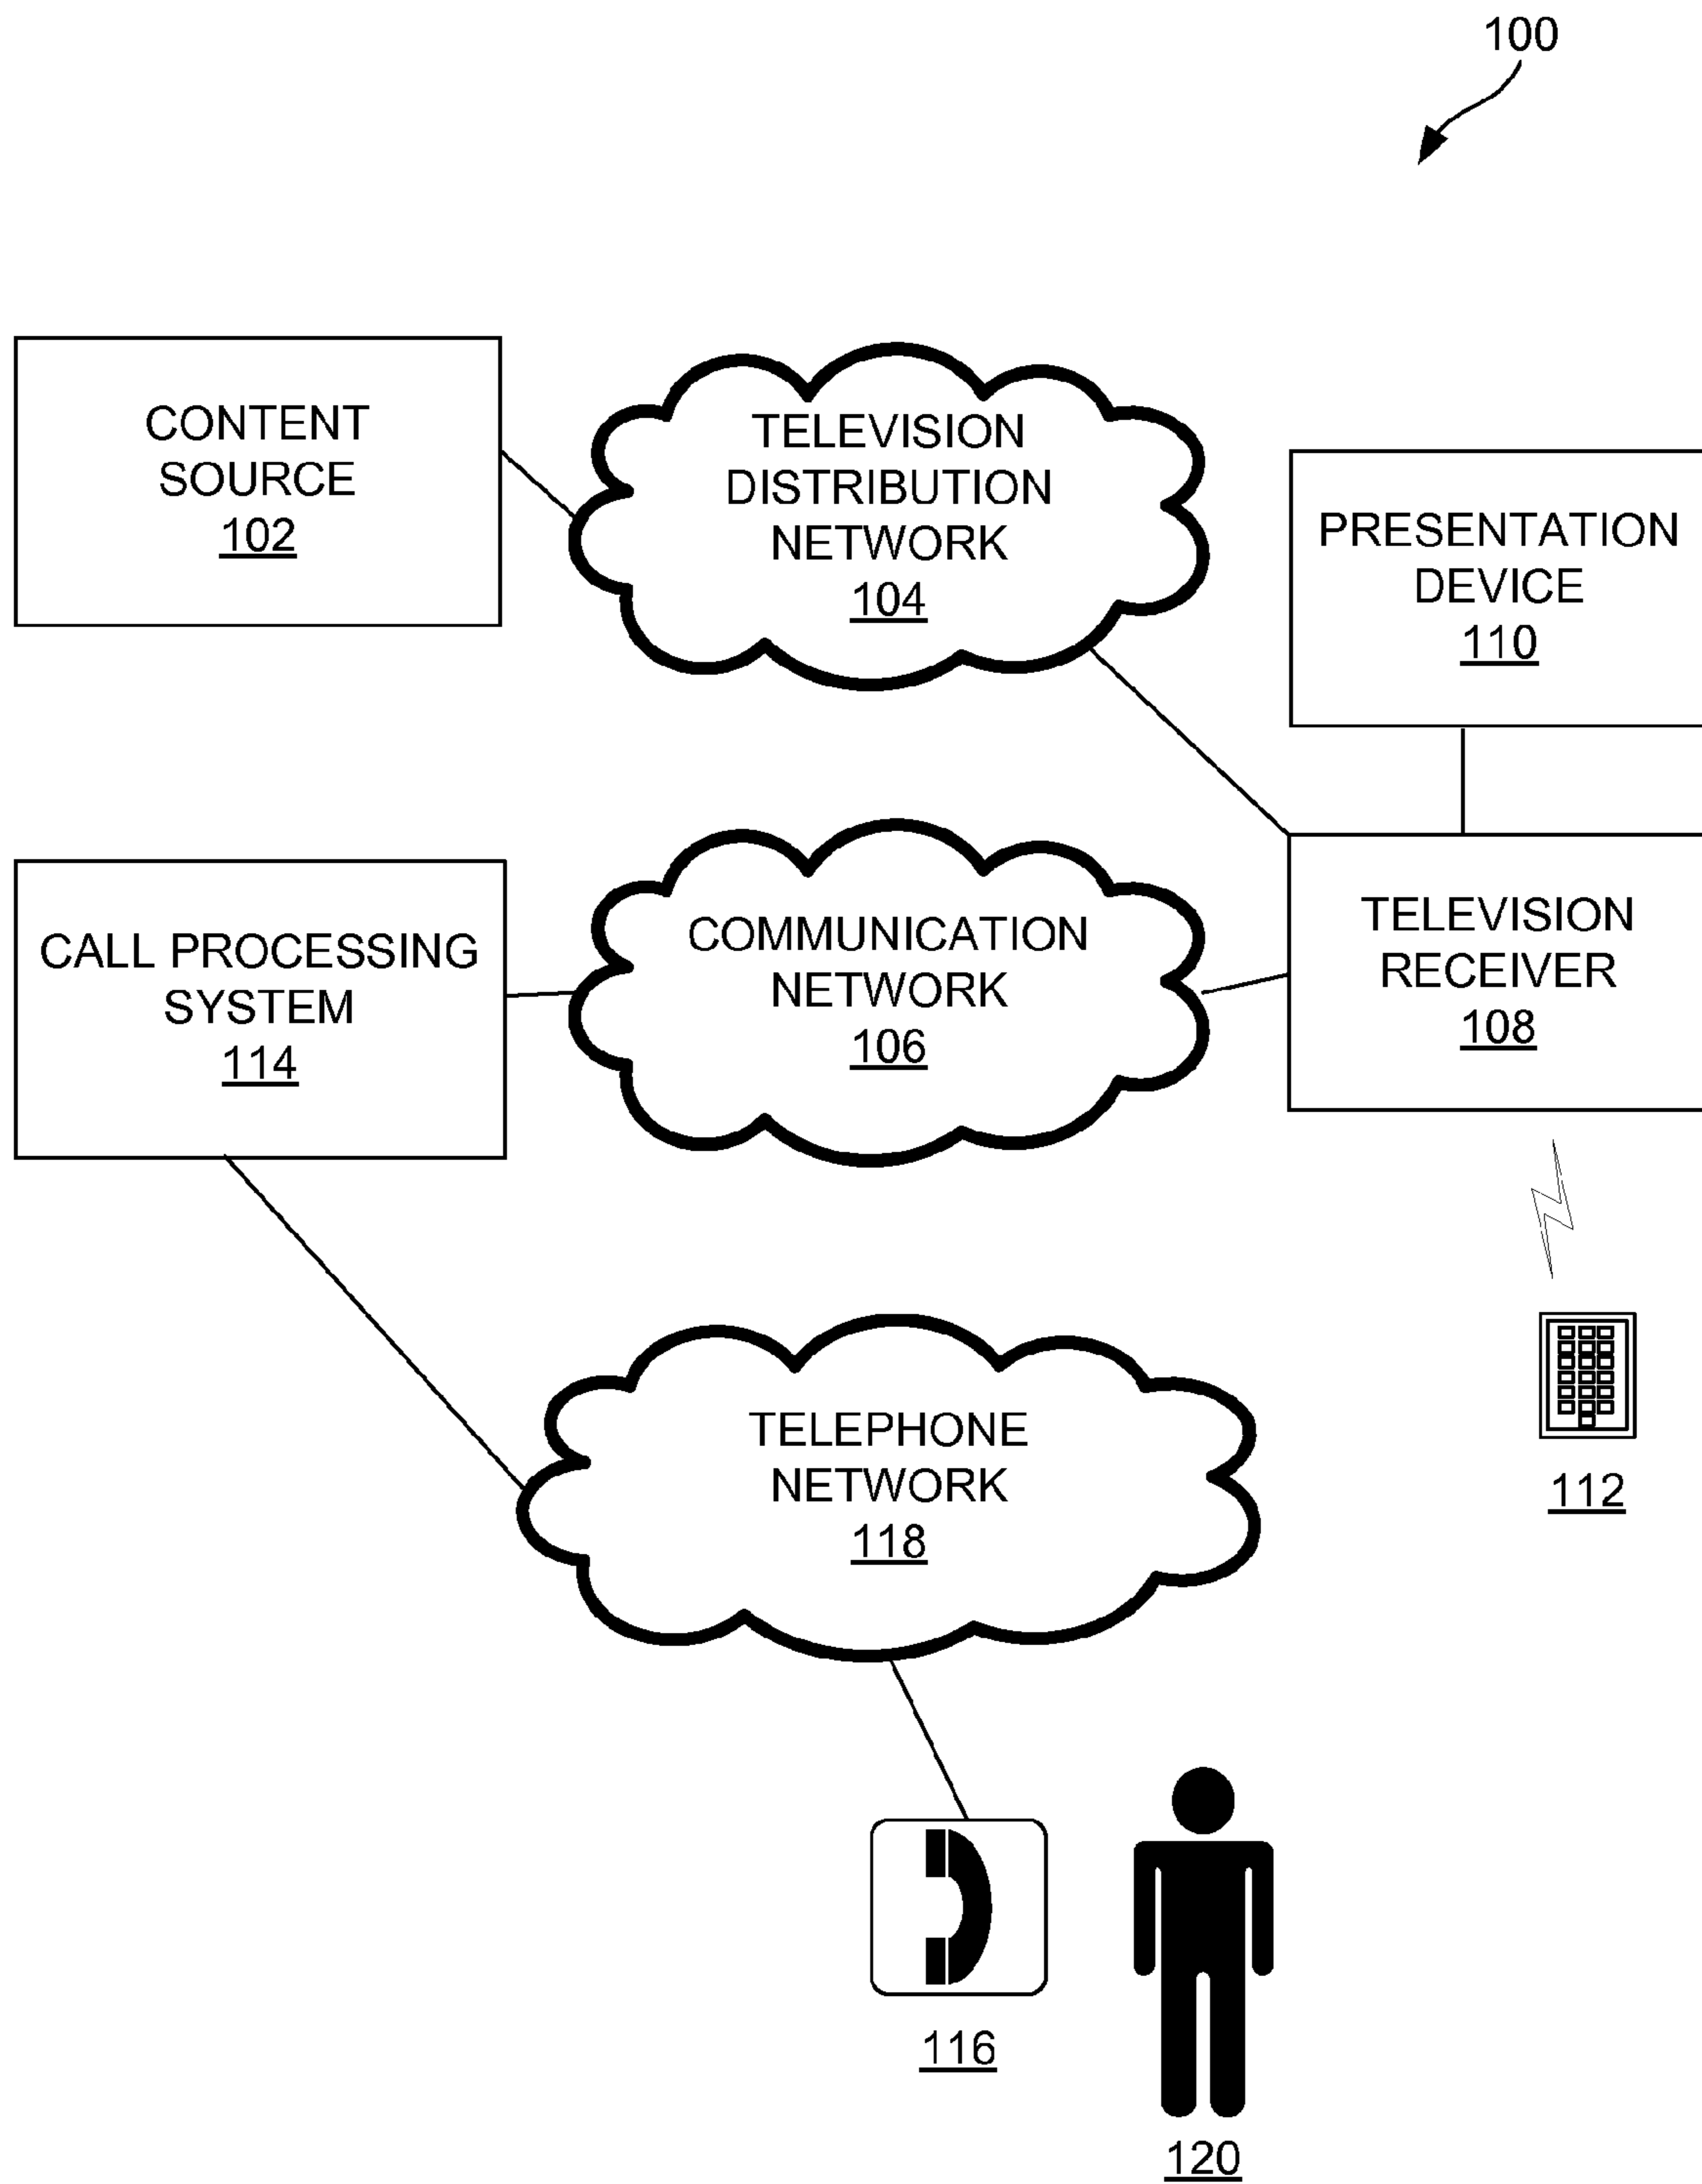 100
CONTENT
SOURCE
102
TELEVISION
DISTRIBUTION
NETWORK
104
PRESENTATION
DEVICE
110
CALL PROCESSING
SYSTEM
114
COMMUNICATION
NETWORK
106
TELEVISION
RECEIVER
108
TELEPHONE
NETWORK
118
112
116
120